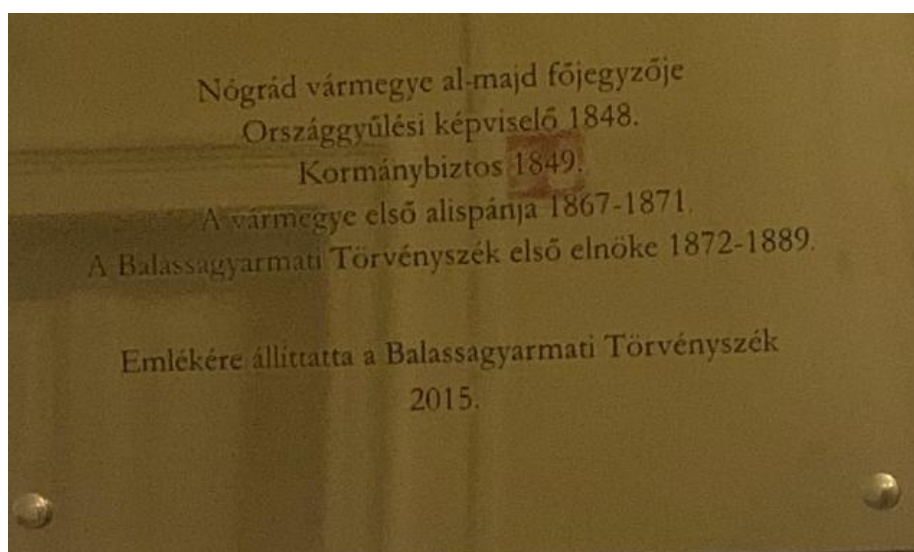 Nógrád vármegye al-majd főjegyzője
Országgyűlési képviselő 1848.
Kormánybiztos 1849.
A vármegye első alispánja 1867-1871.
A Balassagyarmati Törvényszék első elnöke 1872-1889.
Emlékére állíttatta a Balassagyarmati Törvényszék
2015.